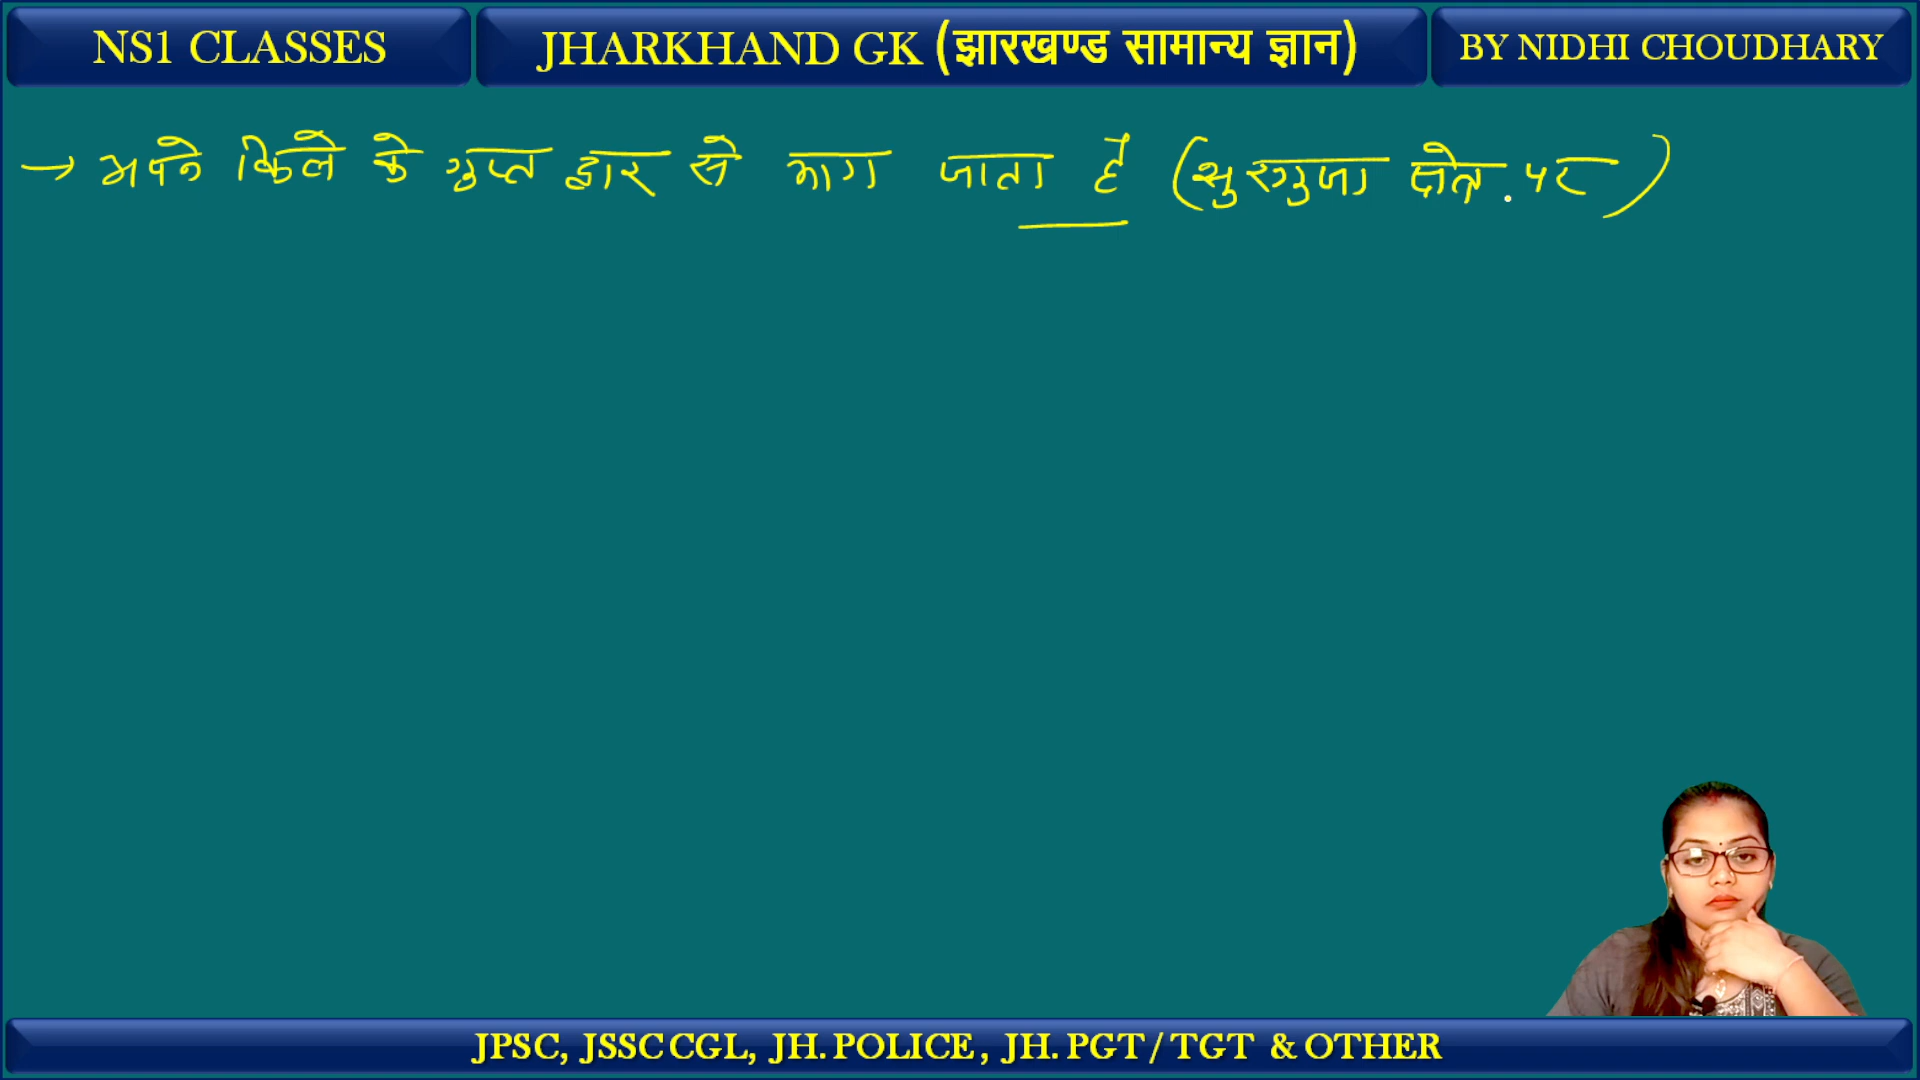 NS1 CLASSES
JHARKHAND GK (झारखण्ड सामान्य ज्ञान)
BY NIDHI CHOUDHARY
→ अपने किले के गुप्त द्वार से भाग जाता है (सुरगुजा क्षेत्र पर)
JPSC, JSSC CGL, JH. POLICE, JH. PGT / TGT & OTHER